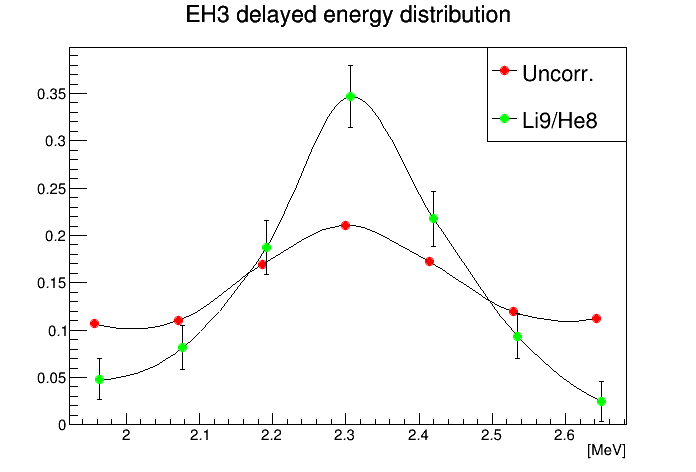 EH3 delayed energy distribution
Uncorr.
Li9/He8
0.35
0.3
0.25
0.2
0.15
0.1
0.05
0
2 2.1 2.2 2.3 2.4 2.5 2.6
[MeV]